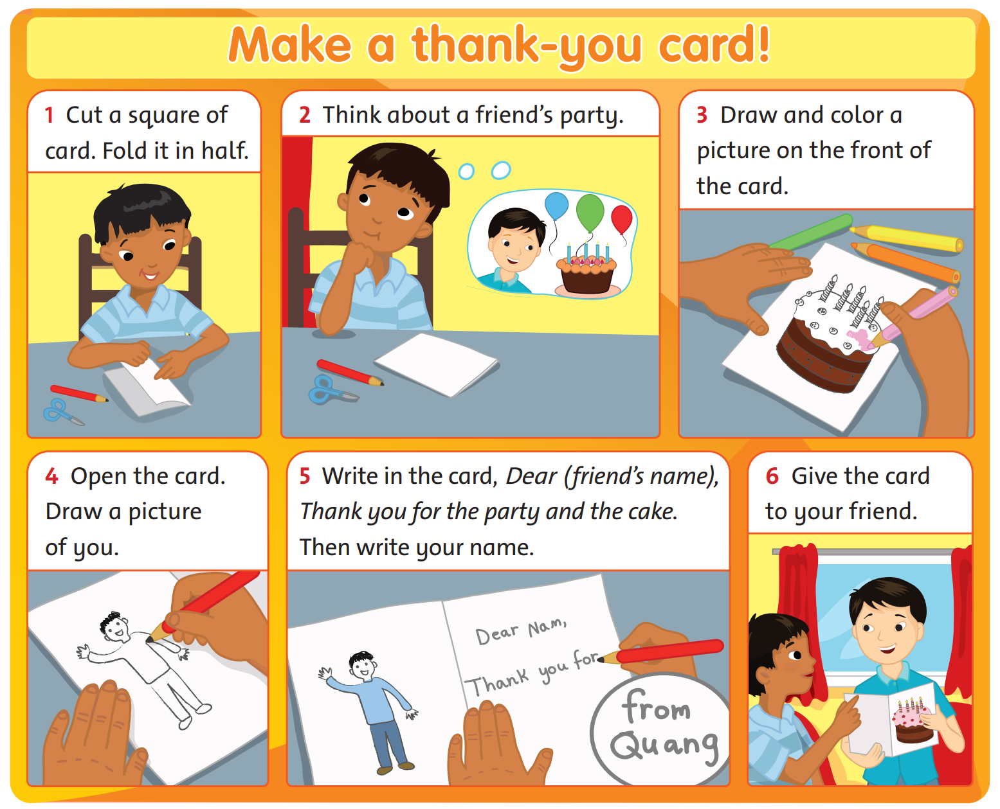 Make a thank-you card!
1 Cut a square of
card. Fold it in half.
2 Think about a friend's party.
3 Draw and color a
picture on the front of
the card.
4 Open the card.
Draw a picture
of you.
5 Write in the card, Dear (friend's name),
Thank you for the party and the cake.
Then write your name.
Dear Nam,
Thank you for
from
Quang
6 Give the card
to your friend.